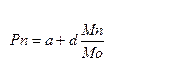 Pn = a + d Mn/Mo